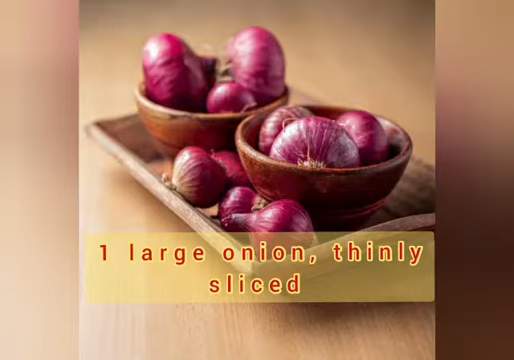 1 large onion, thinly
sliced